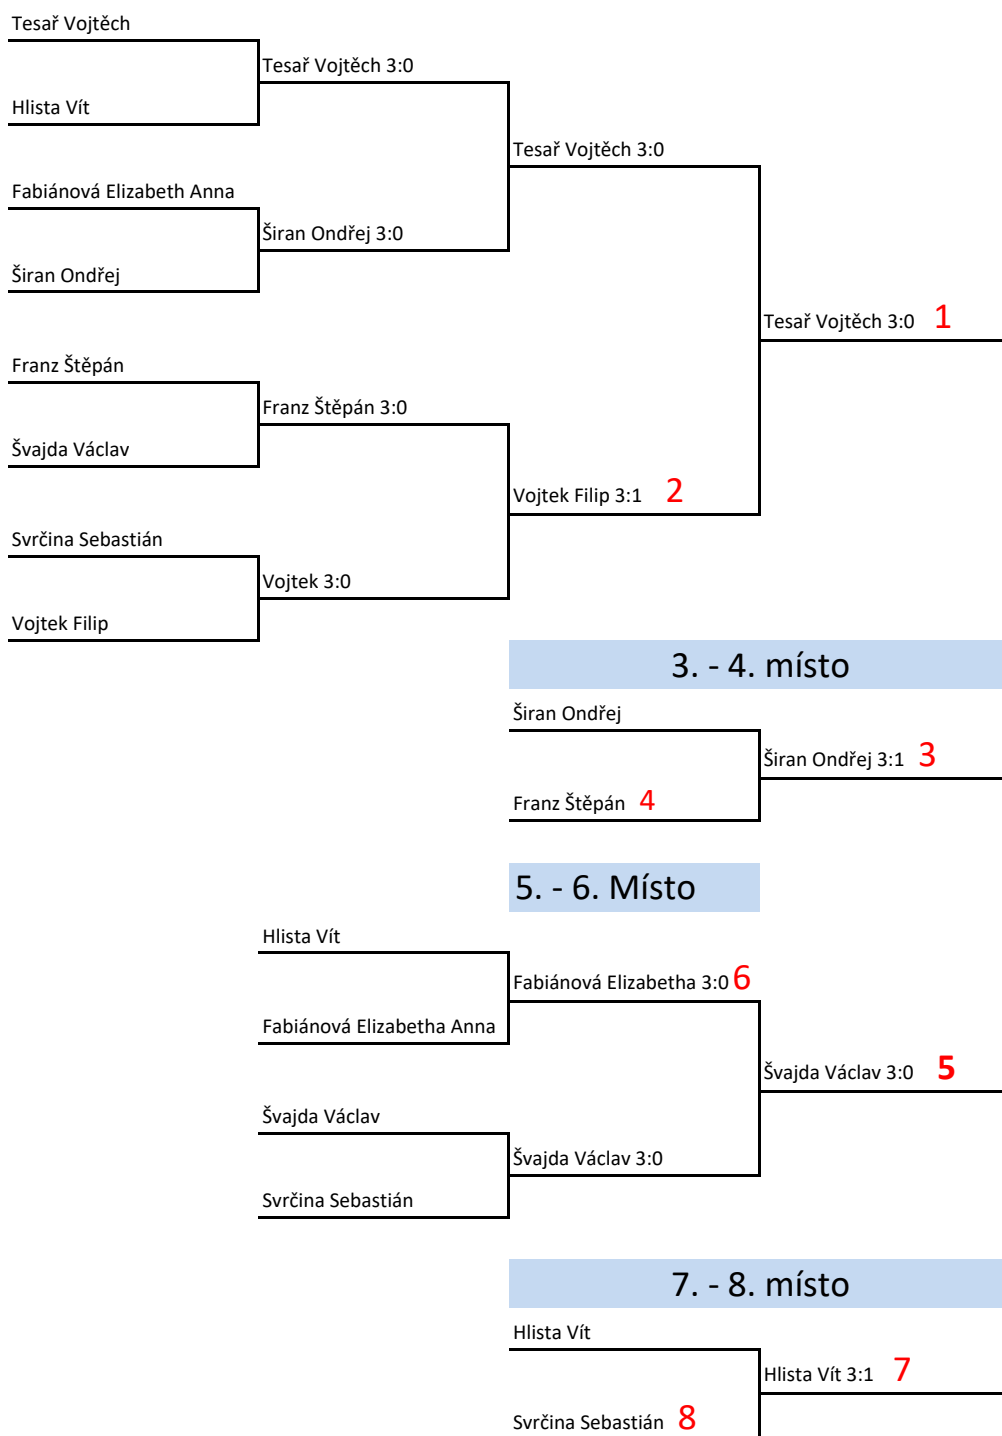 Tesař Vojtěch
Tesař Vojtěch 3:0
Hlista Vít
Tesař Vojtěch 3:0
Fabiánová Elizabeth Anna
Širan Ondřej 3:0
Širan Ondřej
Tesař Vojtěch 3:0 1
Franz Štěpán
Franz Štěpán 3:0
Švajda Václav
Vojtek Filip 3:1 2
Svrčina Sebastián
Vojtek 3:0
Vojtek Filip
3. - 4. místo
Širan Ondřej
Širan Ondřej 3:1 3
Franz Štěpán 4
5. - 6. Místo
Hlista Vít
Fabiánová Elizabetha 3:0 6
Fabiánová Elizabetha Anna
Švajda Václav 3:0 5
Švajda Václav
Švajda Václav 3:0
Svrčina Sebastián
7. - 8. místo
Hlista Vít
Hlista Vít 3:1 7
Svrčina Sebastián 8